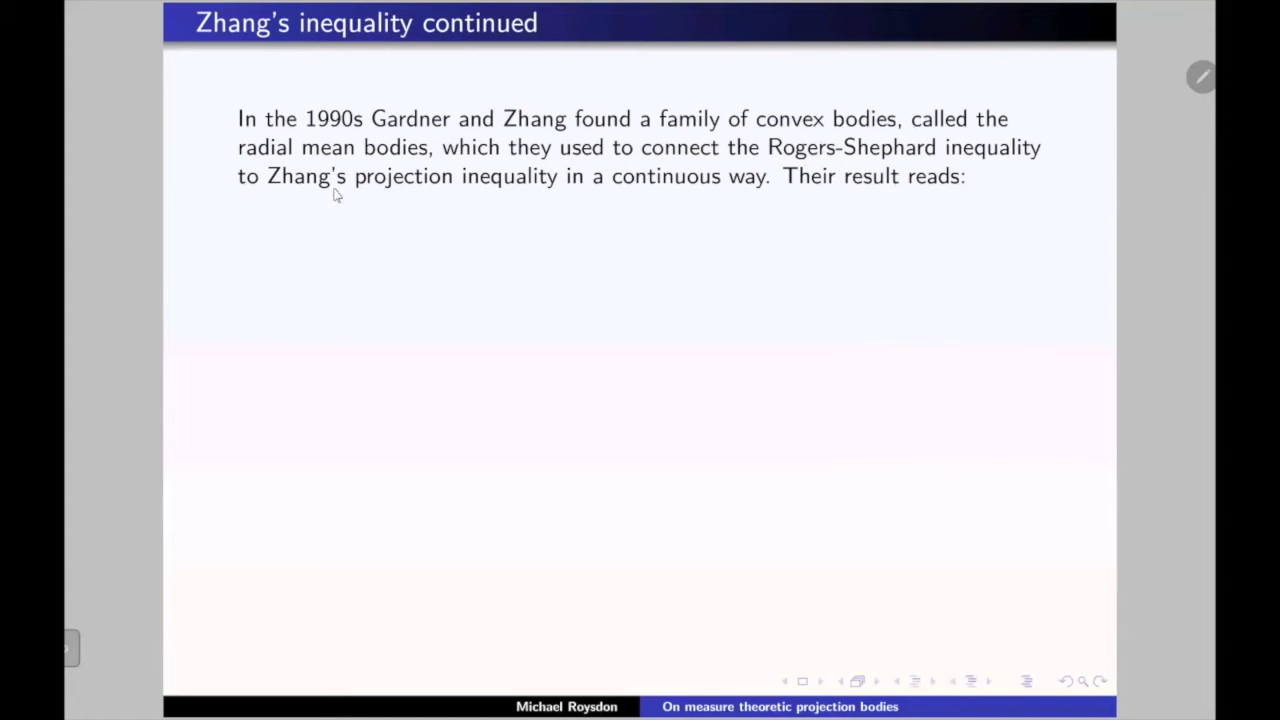 Zhang's inequality continued
In the 1990s Gardner and Zhang found a family of convex bodies, called the
radial mean bodies, which they used to connect the Rogers-Shephard inequality
to Zhang's projection inequality in a continuous way. Their result reads:
Michael Roysdon
On measure theoretic projection bodies